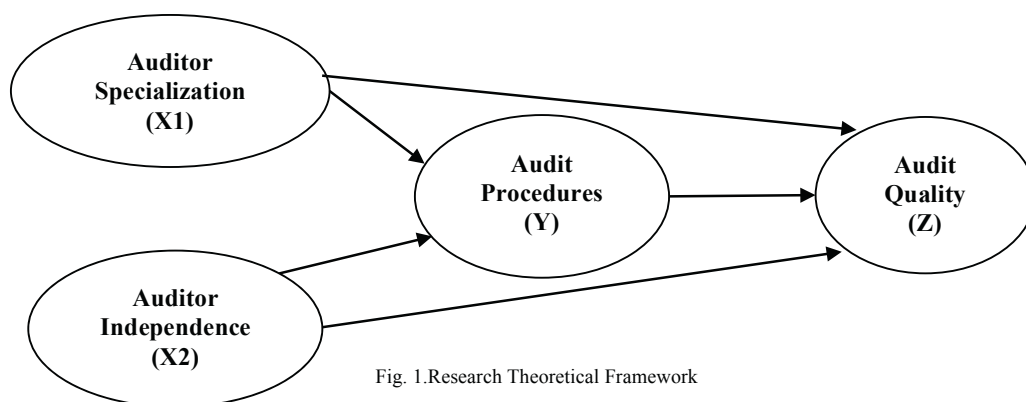 Auditor
Specialization
(X1)
Audit
Procedures
(Y)
Audit
Quality
(Z)
Auditor
Independence
(X2)
Fig. 1.Research Theoretical Framework